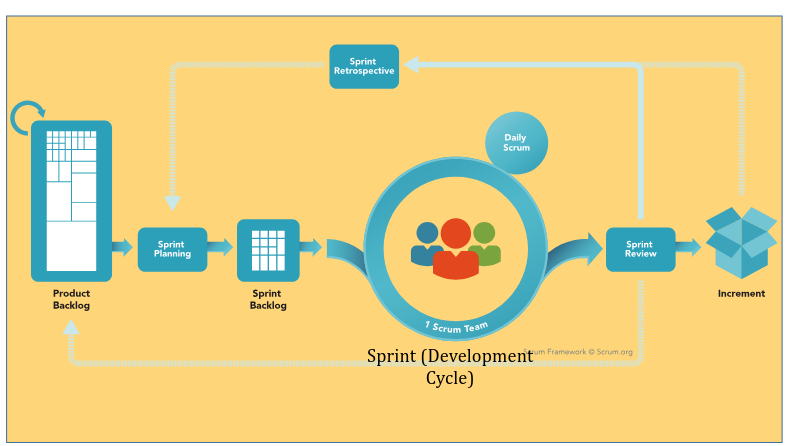 Sprint
Retrospective
Daily
Scrum
Sprint
Planning
Sprint
Review
Product
Backlog
Sprint
Backlog
Increment
1 Scrum Team
Scrum Framework © Scrum.org
Sprint (Development
Cycle)